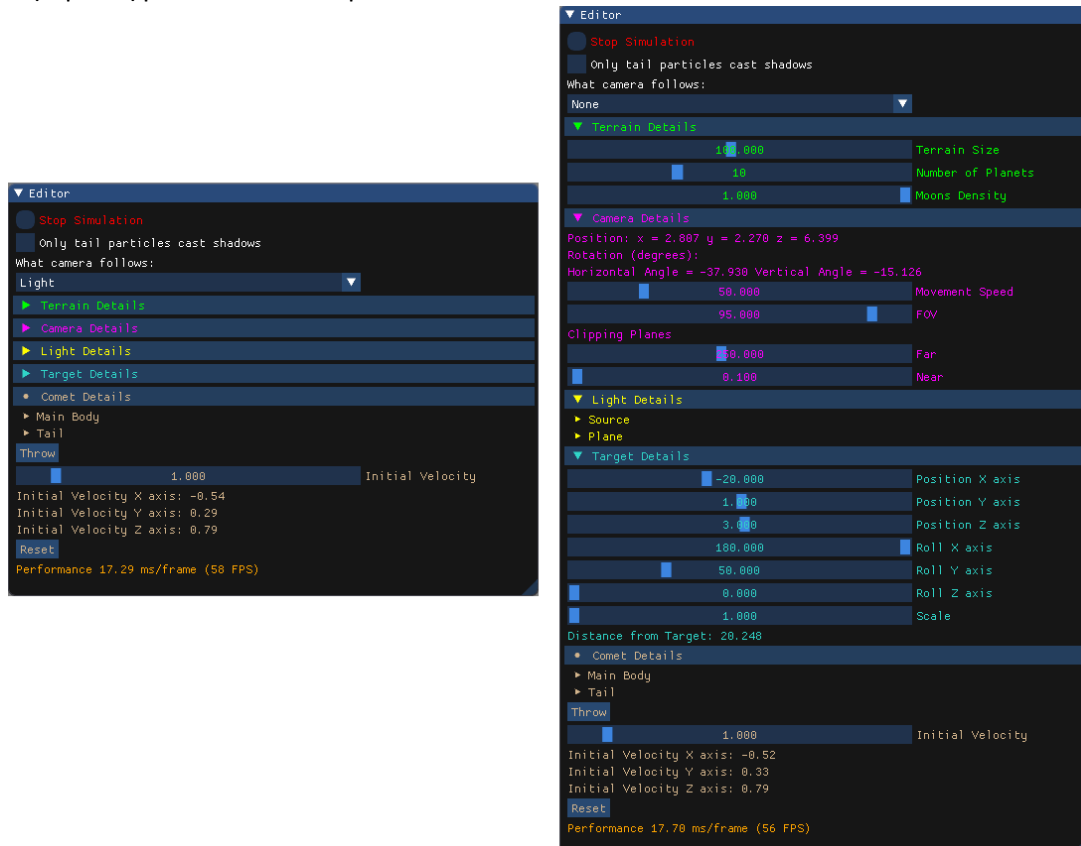 Editor
Stop Simulation
Only tail particles cast shadows
What camera follows:
Light
Terrain Details
Camera Details
Light Details
Target Details
Comet Details
Main Body
Tail
Throw
1.000 Initial Velocity
Initial Velocity X axis: -0.54
Initial Velocity Y axis: 0.29
Initial Velocity Z axis: 0.79
Reset
Performance 17.29 ms/frame (58 FPS)
Editor
Stop Simulation
Only tail particles cast shadows
What camera follows:
None
Terrain Details
100.000 Terrain Size
10 Number of Planets
1.000 Moons Density
Camera Details
Position: x = 2.807 y = 2.270 z = 6.399
Rotation (degrees):
Horizontal Angle = -37.930 Vertical Angle = -15.126
50.000 Movement Speed
95.000 FOV
Clipping Planes
Far
0.100 Near
Light Details
Source
Plane
Target Details
-20.000 Position X axis
1.000 Position Y axis
3.000 Position Z axis
180.000 Roll X axis
50.000 Roll Y axis
0.000 Roll Z axis
1.000 Scale
Distance from Target: 20.248
Comet Details
Main Body
Tail
Throw
1.000 Initial Velocity
Initial Velocity X axis: -0.52
Initial Velocity Y axis: 0.33
Initial Velocity Z axis: 0.79
Reset
Performance 17.70 ms/frame (56 FPS)